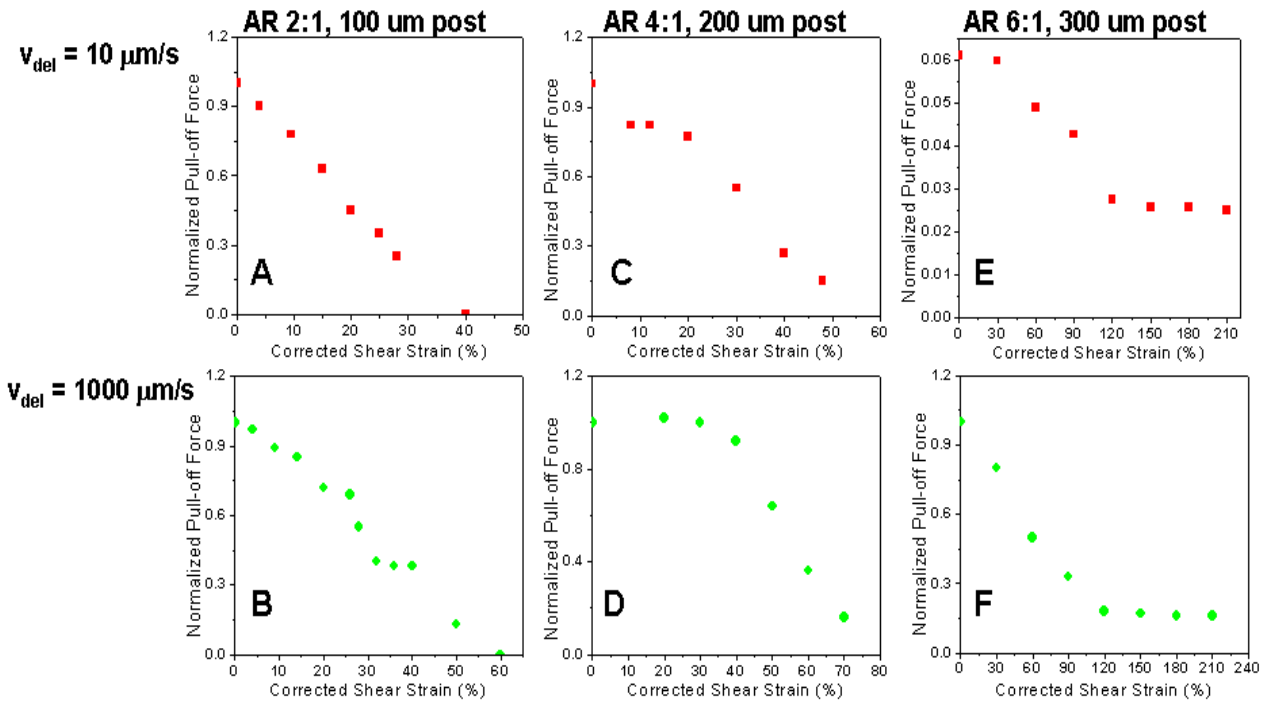 AR 2:1, 100 um post
AR 4:1, 200 um post
AR 6:1, 300 um post
v_del = 10 μm/s
1.2
0.9
0.6
0.3
0.0
Normalized Pull-off Force
A
0 10 20 30 40 50
Corrected Shear Strain (%)
1.2
0.9
0.6
0.3
0.0
Normalized Pull-off Force
C
0 10 20 30 40 50 60
Corrected Shear Strain (%)
0.06
0.05
0.04
0.03
0.02
0.01
0.00
Normalized Pull-off Force
E
0 30 60 90 120 150 180 210
Corrected Shear Strain (%)
v_del = 1000 μm/s
1.2
0.9
0.6
0.3
0.0
Normalized Pull-off Force
B
0 10 20 30 40 50 60
Corrected Shear Strain (%)
1.2
0.8
0.4
0.0
Normalized Pull-off Force
D
0 10 20 30 40 50 60 70 80
Corrected Shear Strain (%)
1.2
0.9
0.6
0.3
0.0
Normalized Pull-off Force
F
0 30 60 90 120 150 180 210 240
Corrected Shear Strain (%)